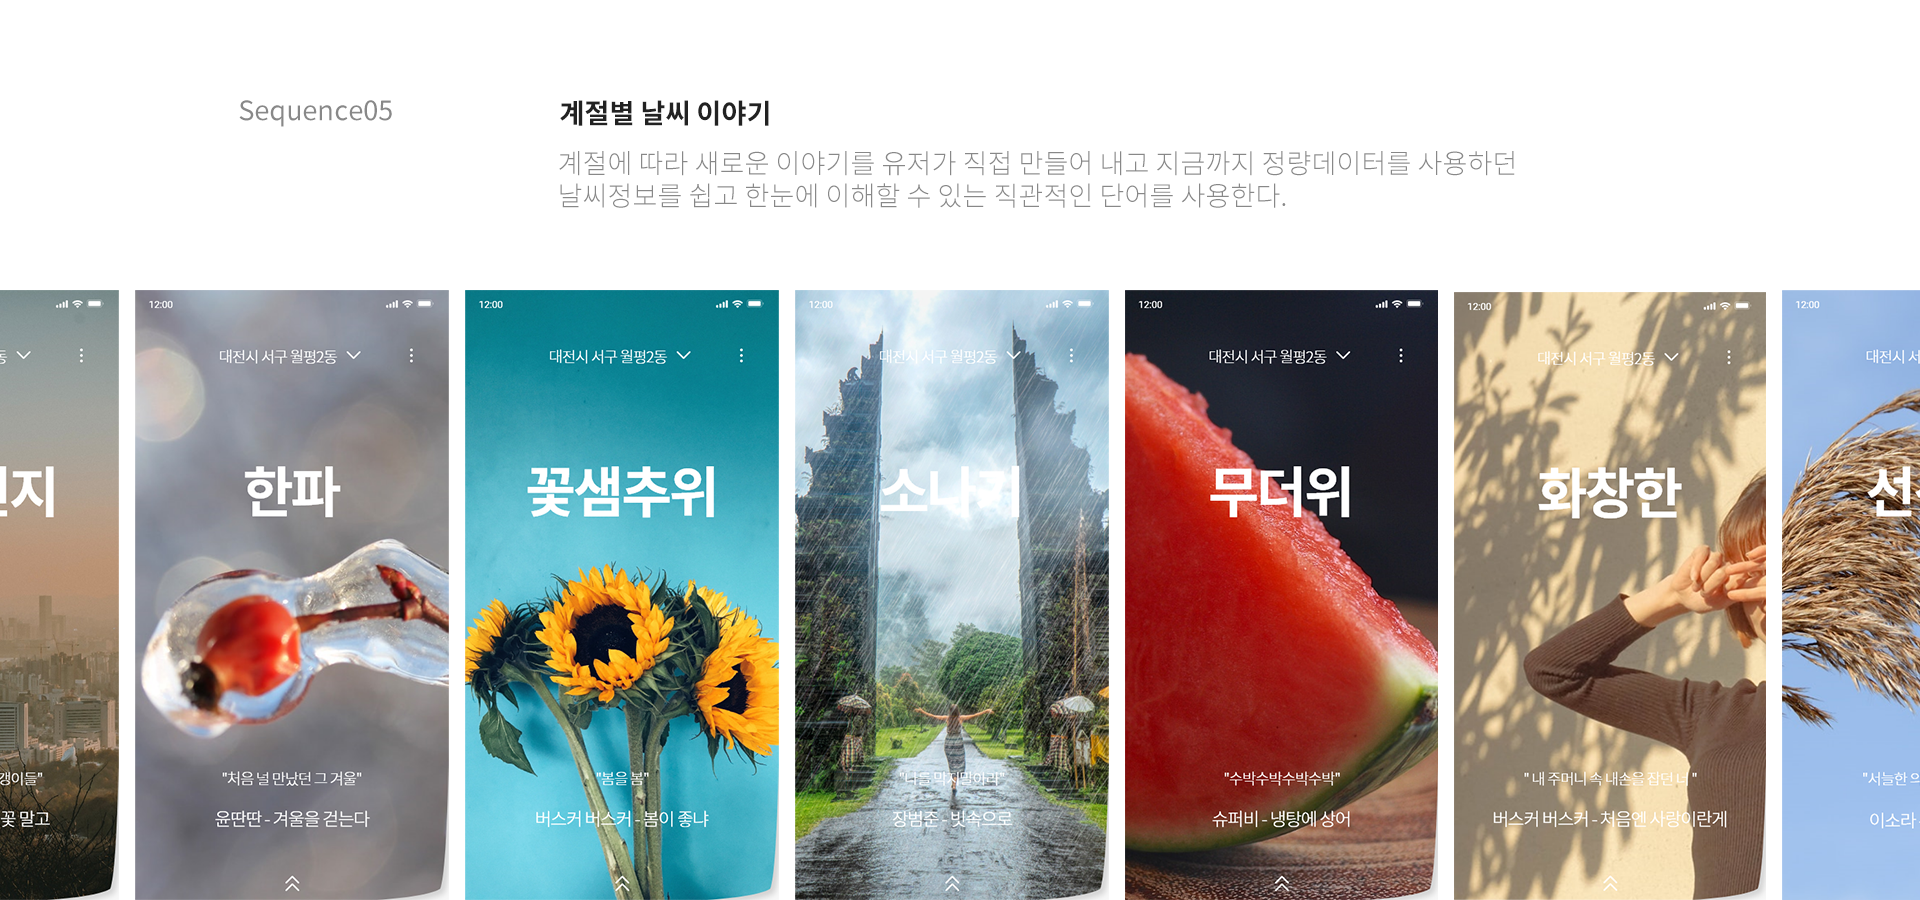 Sequence05
계절별 날씨 이야기
계절에 따라 새로운 이야기를 유저가 직접 만들어 내고 지금까지 정량데이터를 사용하던
날씨정보를 쉽고 한눈에 이해할 수 있는 직관적인 단어를 사용한다.
동
지
갱이들"
꽃 말고
12:00
대전시 서구 월평2동
한파
"처음 널 만났던 그 겨울"
윤딴딴 - 겨울을 걷는다
12:00
대전시 서구 월평2동
꽃샘추위
"봄을 봄"
버스커 버스커 - 봄이 좋냐
12:00
대전시 서구 월평2동
소나기
"나를 막지말아라"
장범준 - 빗속으로
12:00
대전시 서구 월평2동
무더위
"수박수박수박수박"
슈퍼비 - 냉탕에 상어
12:00
대전시 서구 월평2동
화창한
" 내 주머니 속 내손을 잡던 너 "
버스커 버스커 - 처음엔 사랑이란게
12:00
대전시 서
선
"서늘한
이소라